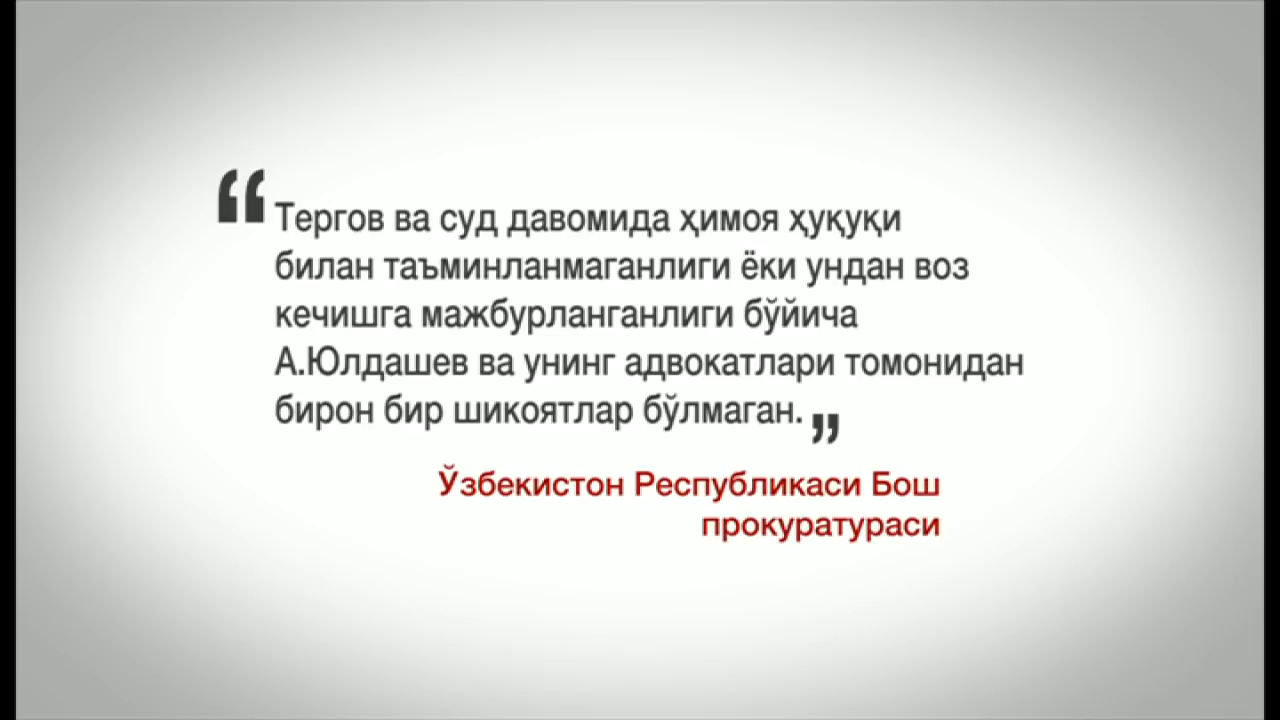 “Тергов ва суд давомида ҳимоя ҳуқуқи
билан таъминланмаганлиги ёки ундан воз
кечишга мажбурланганлиги бўйича
А.Юлдашев ва унинг адвокатлари томонидан
бирон бир шикоятлар бўлмаган.”
Ўзбекистон Республикаси Бош
прокуратураси